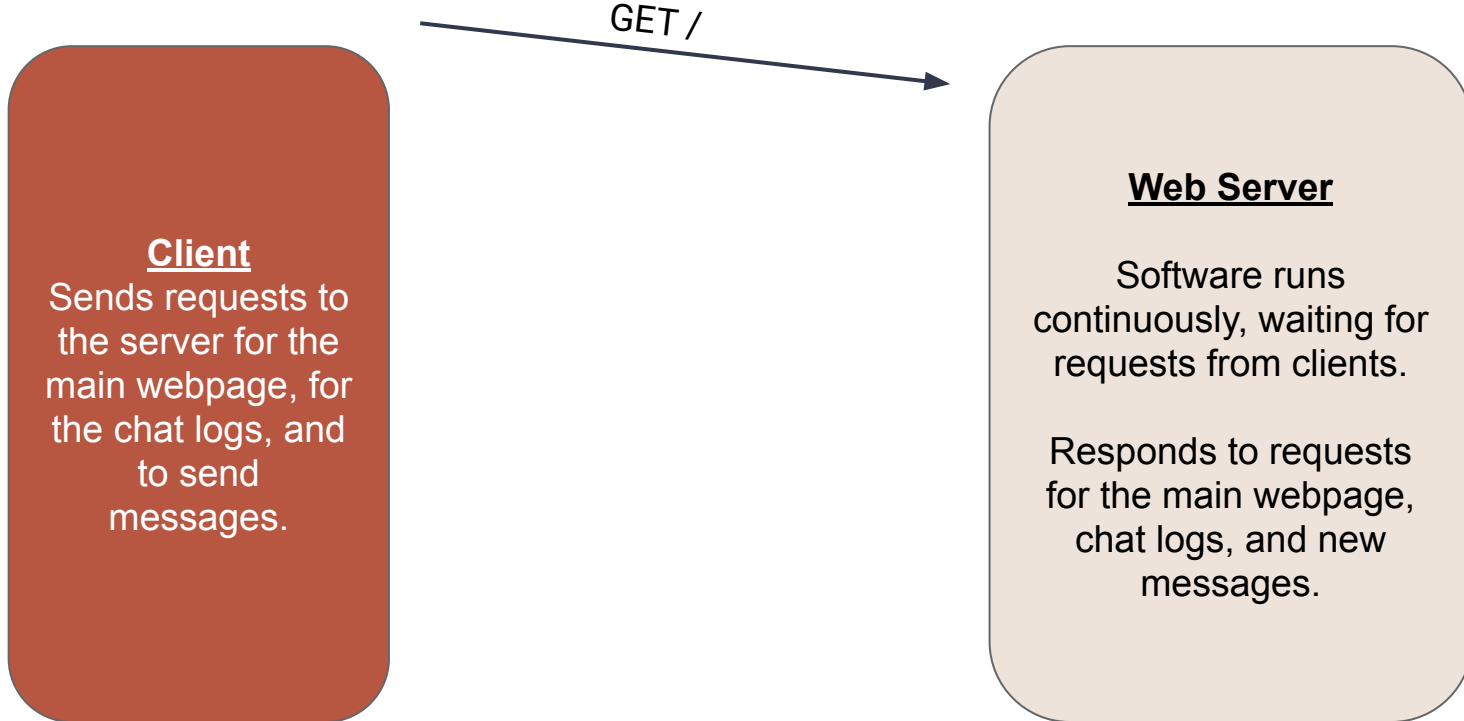 GET /
Client
Sends requests to
the server for the
main webpage, for
the chat logs, and
to send
messages.
Web Server
Software runs
continuously, waiting for
requests from clients.
Responds to requests
for the main webpage,
chat logs, and new
messages.